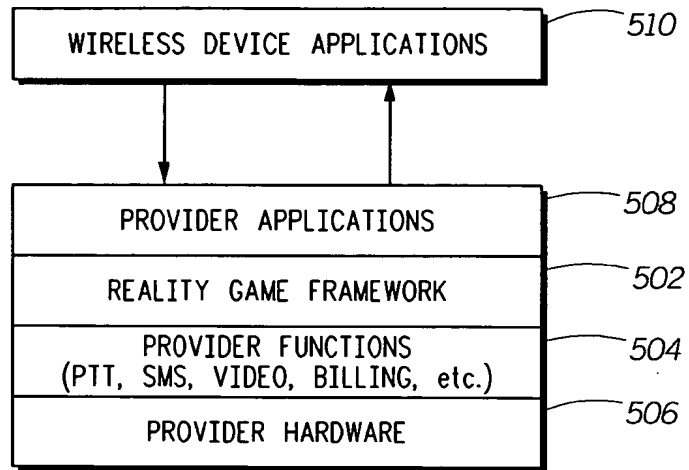 WIRELESS DEVICE APPLICATIONS
510
PROVIDER APPLICATIONS
508
REALITY GAME FRAMEWORK
502
PROVIDER FUNCTIONS
(PTT, SMS, VIDEO, BILLING, etc.)
504
PROVIDER HARDWARE
506